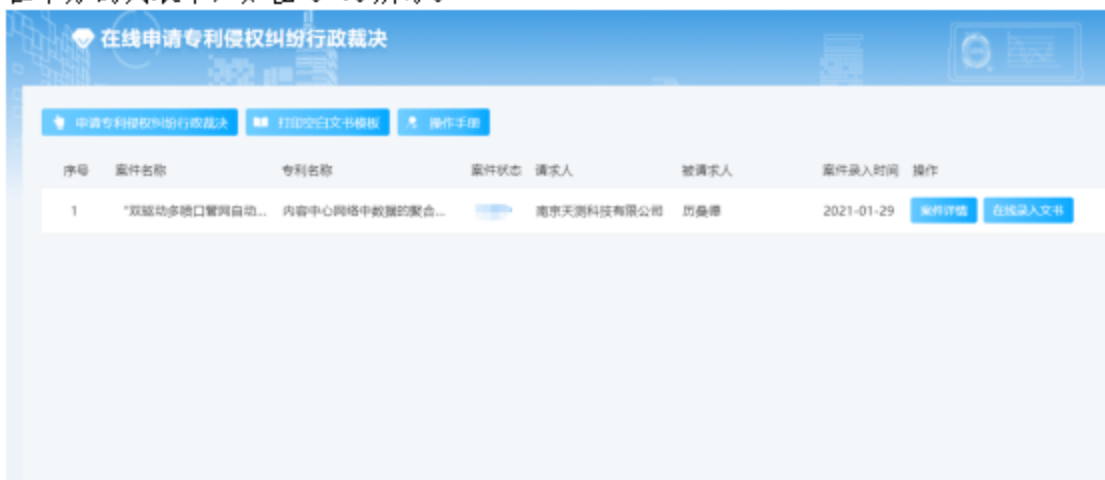 在线申请专利侵权纠纷行政裁决
申请专利侵权纠纷行政裁决 打印空白文书模板 操作手册
序号 案件名称 专利名称 案件状态 请求人 被请求人 案件录入时间 操作
1 “双驱动多喷口管网自动... 内容中心网络中数据的聚合... 南京天测科技有限公司 历桑德 2021-01-29 案件详情 在线录入文书